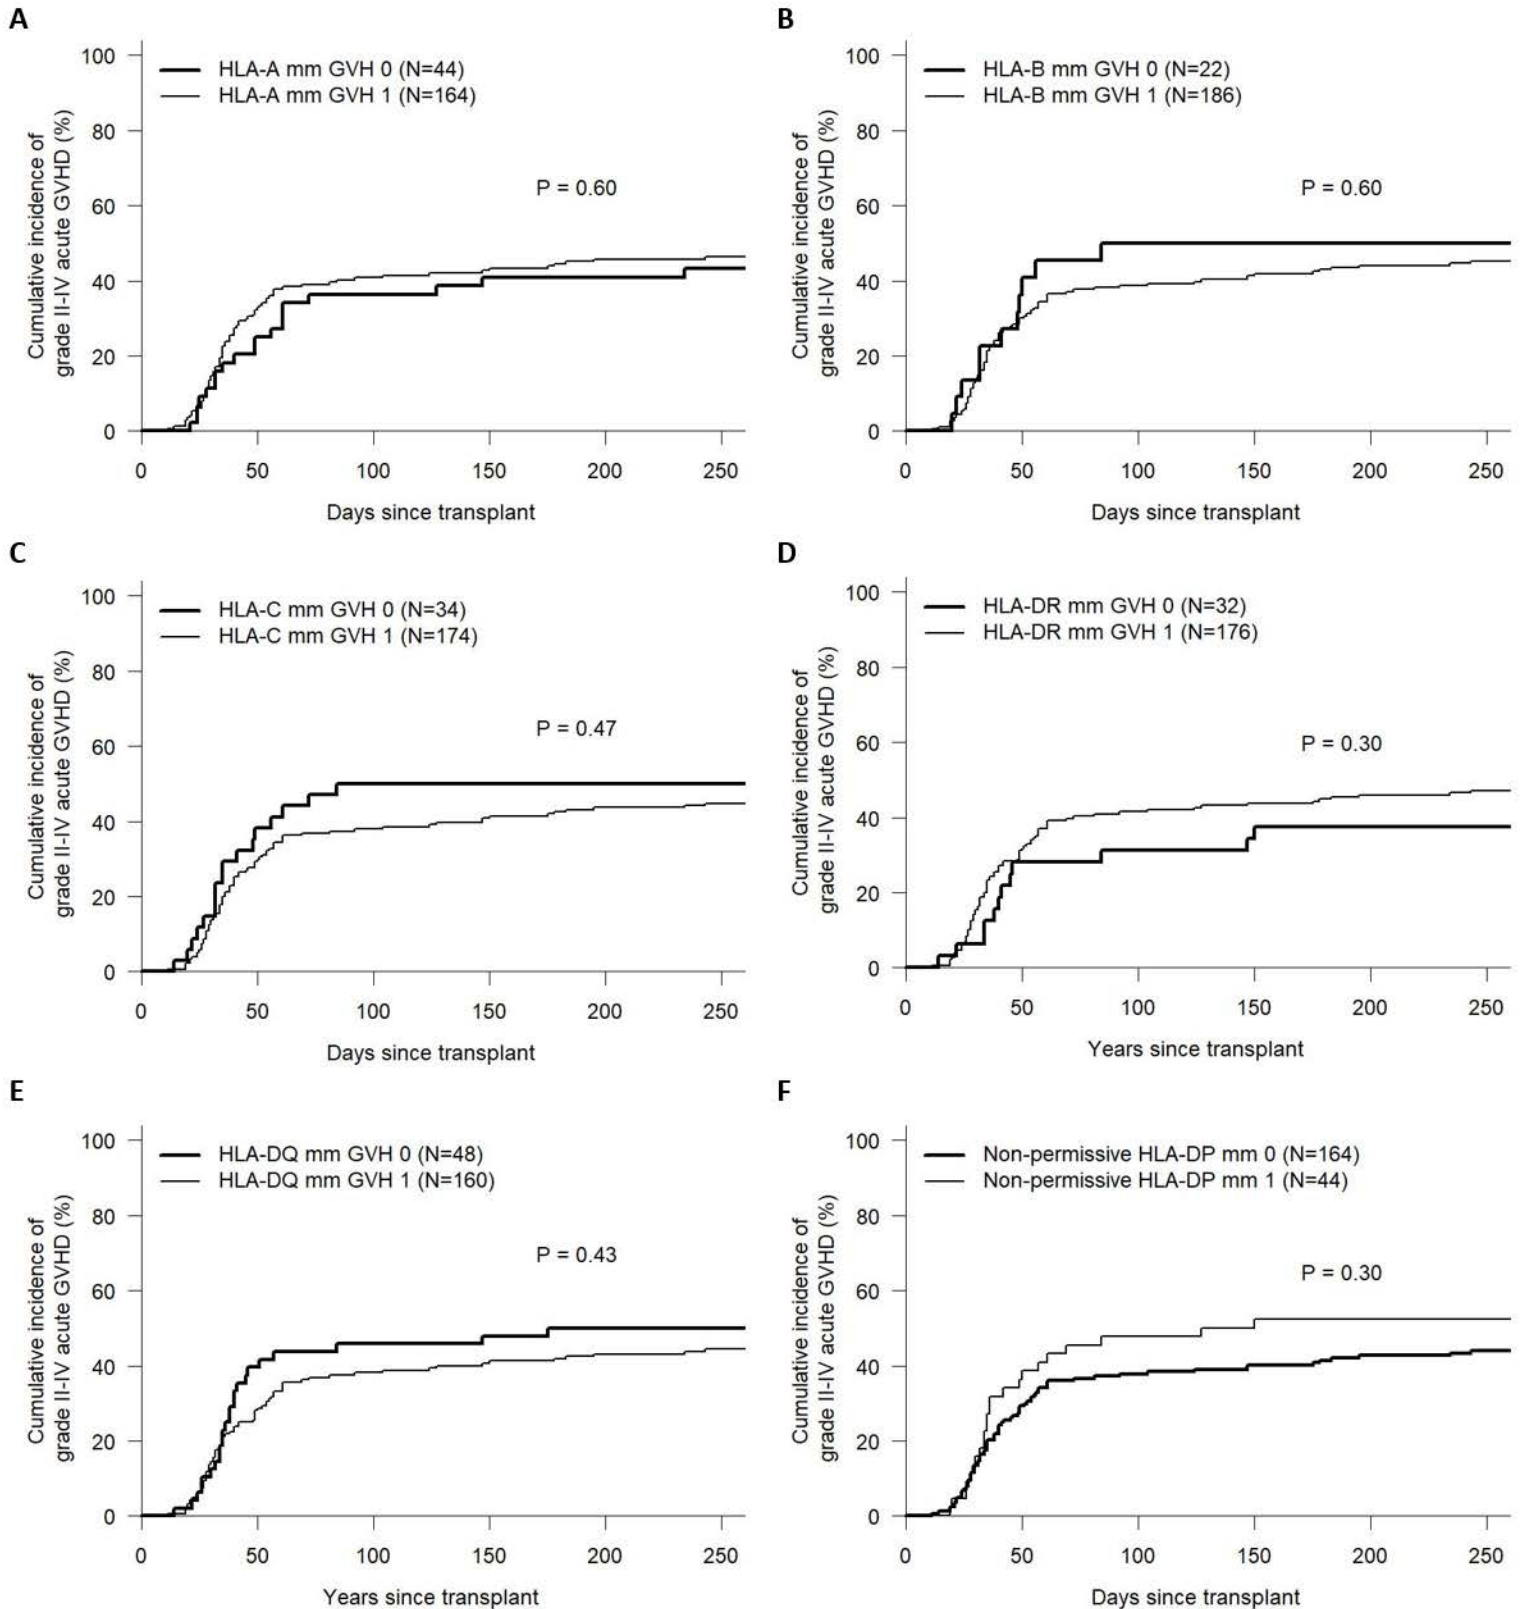 A
Cumulative incidence of
grade II-IV acute GVHD (%)
100
80
60
40
20
0
HLA-A mm GVH 0 (N=44)
HLA-A mm GVH 1 (N=164)
P = 0.60
0 50 100 150 200 250
Days since transplant
B
Cumulative incidence of
grade II-IV acute GVHD (%)
100
80
60
40
20
0
HLA-B mm GVH 0 (N=22)
HLA-B mm GVH 1 (N=186)
P = 0.60
0 50 100 150 200 250
Days since transplant
C
Cumulative incidence of
grade II-IV acute GVHD (%)
100
80
60
40
20
0
HLA-C mm GVH 0 (N=34)
HLA-C mm GVH 1 (N=174)
P = 0.47
0 50 100 150 200 250
Days since transplant
D
Cumulative incidence of
grade II-IV acute GVHD (%)
100
80
60
40
20
0
HLA-DR mm GVH 0 (N=32)
HLA-DR mm GVH 1 (N=176)
P = 0.30
0 50 100 150 200 250
Years since transplant
E
Cumulative incidence of
grade II-IV acute GVHD (%)
100
80
60
40
20
0
HLA-DQ mm GVH 0 (N=48)
HLA-DQ mm GVH 1 (N=160)
P = 0.43
0 50 100 150 200 250
Years since transplant
F
Cumulative incidence of
grade II-IV acute GVHD (%)
100
80
60
40
20
0
Non-permissive HLA-DP mm 0 (N=164)
Non-permissive HLA-DP mm 1 (N=44)
P = 0.30
0 50 100 150 200 250
Days since transplant